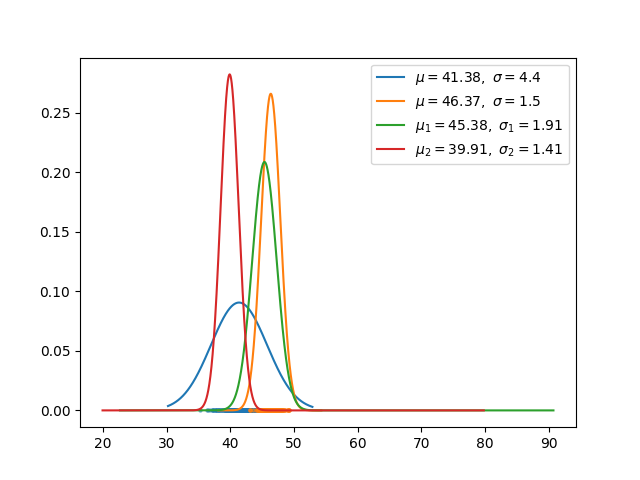 μ = 41.38, σ = 4.4
μ = 46.37, σ = 1.5
μ₁ = 45.38, σ₁ = 1.91
μ₂ = 39.91, σ₂ = 1.41
0.25
0.20
0.15
0.10
0.05
0.00
20 30 40 50 60 70 80 90